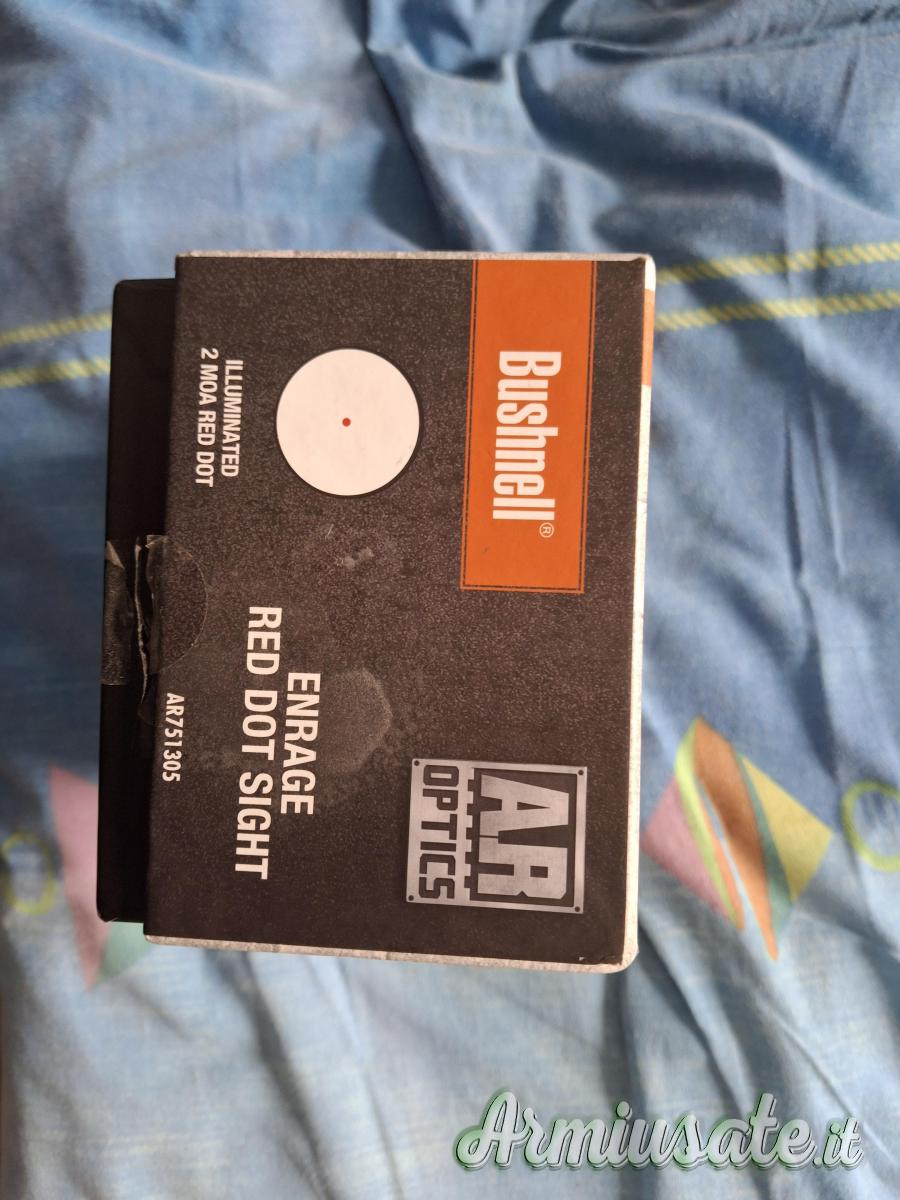 Bushnell®
AR
OPTICS
ILLUMINATED
2 MOA RED DOT
ENRAGE
RED DOT SIGHT
AR751305
Armiusate.it